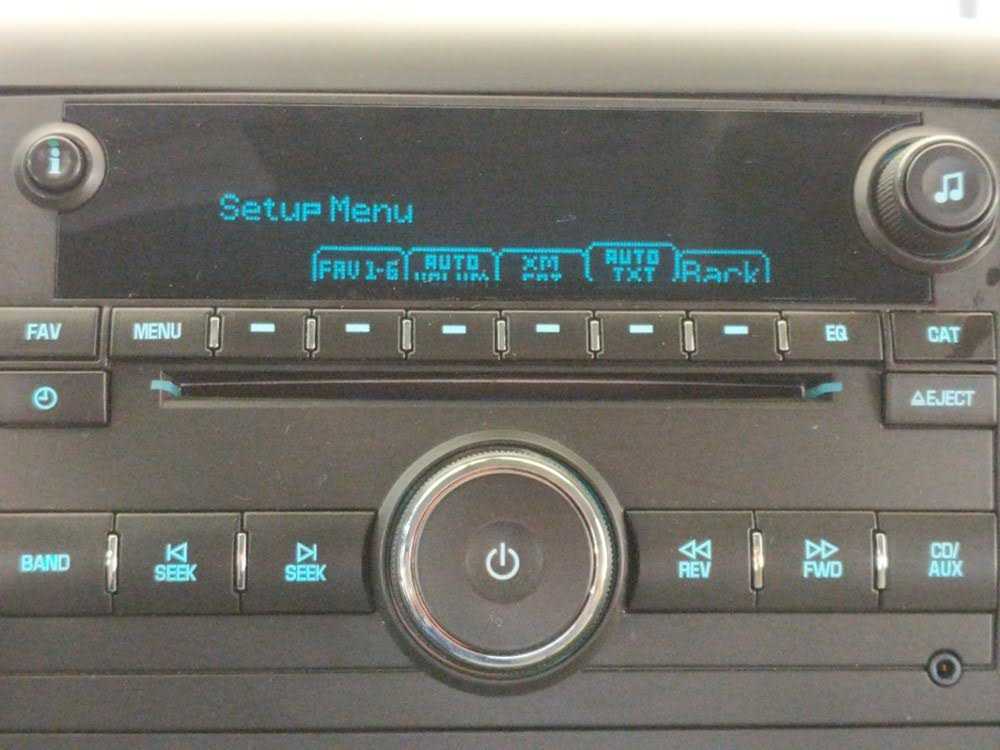 i
Setup Menu
FAV 1-6 AUTO XM AUTO Back
TXT
FAV MENU EQ CAT
EJECT
BAND SEEK SEEK REV FWD CD/
AUX